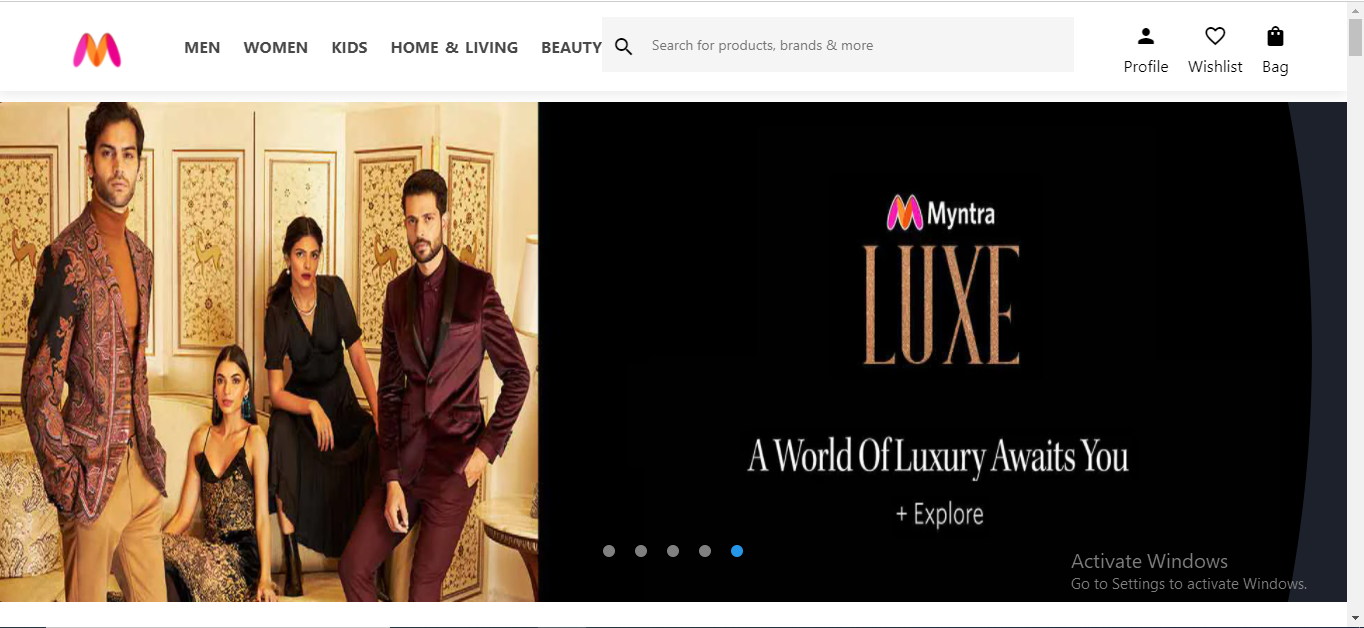 MEN WOMEN KIDS HOME & LIVING BEAUTY Search for products, brands & more
Profile Wishlist Bag
Myntra
LUXE
A World Of Luxury Awaits You
+ Explore
Activate Windows
Go to Settings to activate Windows.